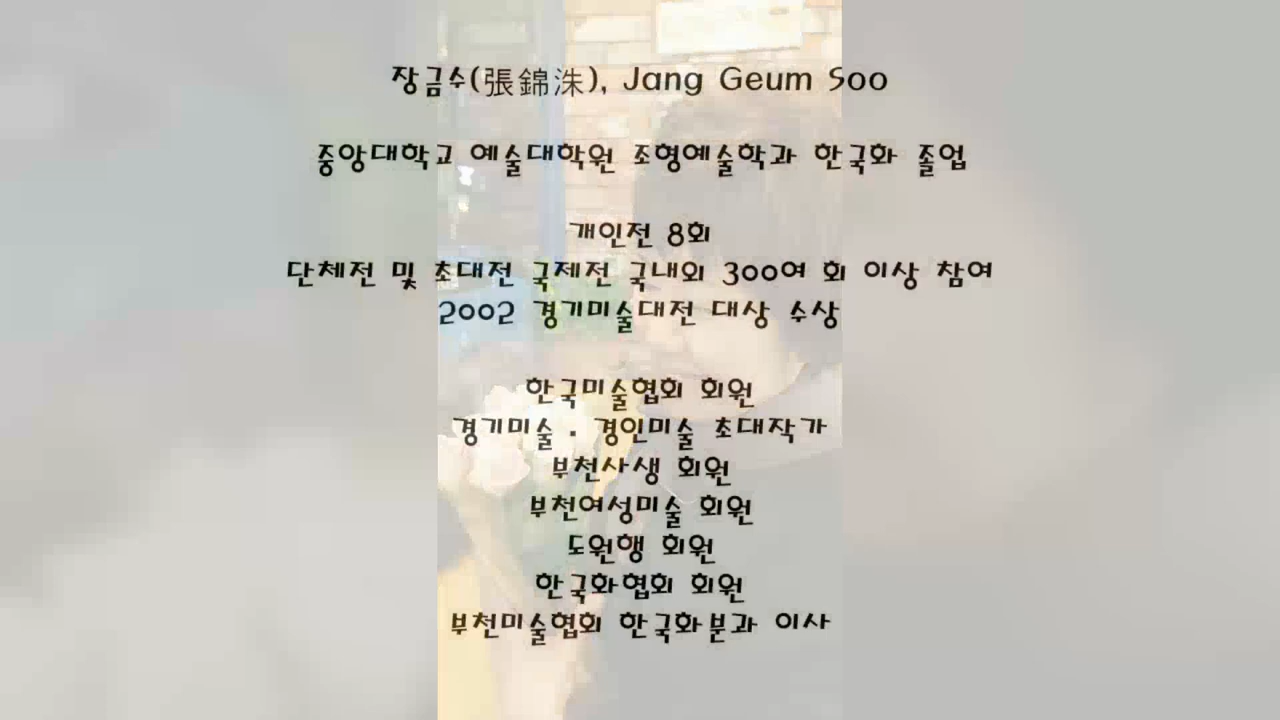 장금수(張錦洙), Jang Geum Soo
중앙대학교 예술대학원 조형예술학과 한국화 졸업
개인전 8회
단체전 및 초대전 국제전 국내외 300여 회 이상 참여
2002 경기미술대전 대상 수상
한국미술협회 회원
경기미술 . 경인미술 초대작가
부천사생 회원
부천여성미술 회원
도원행 회원
한국화협회 회원
부천미술협회 한국화분과 이사